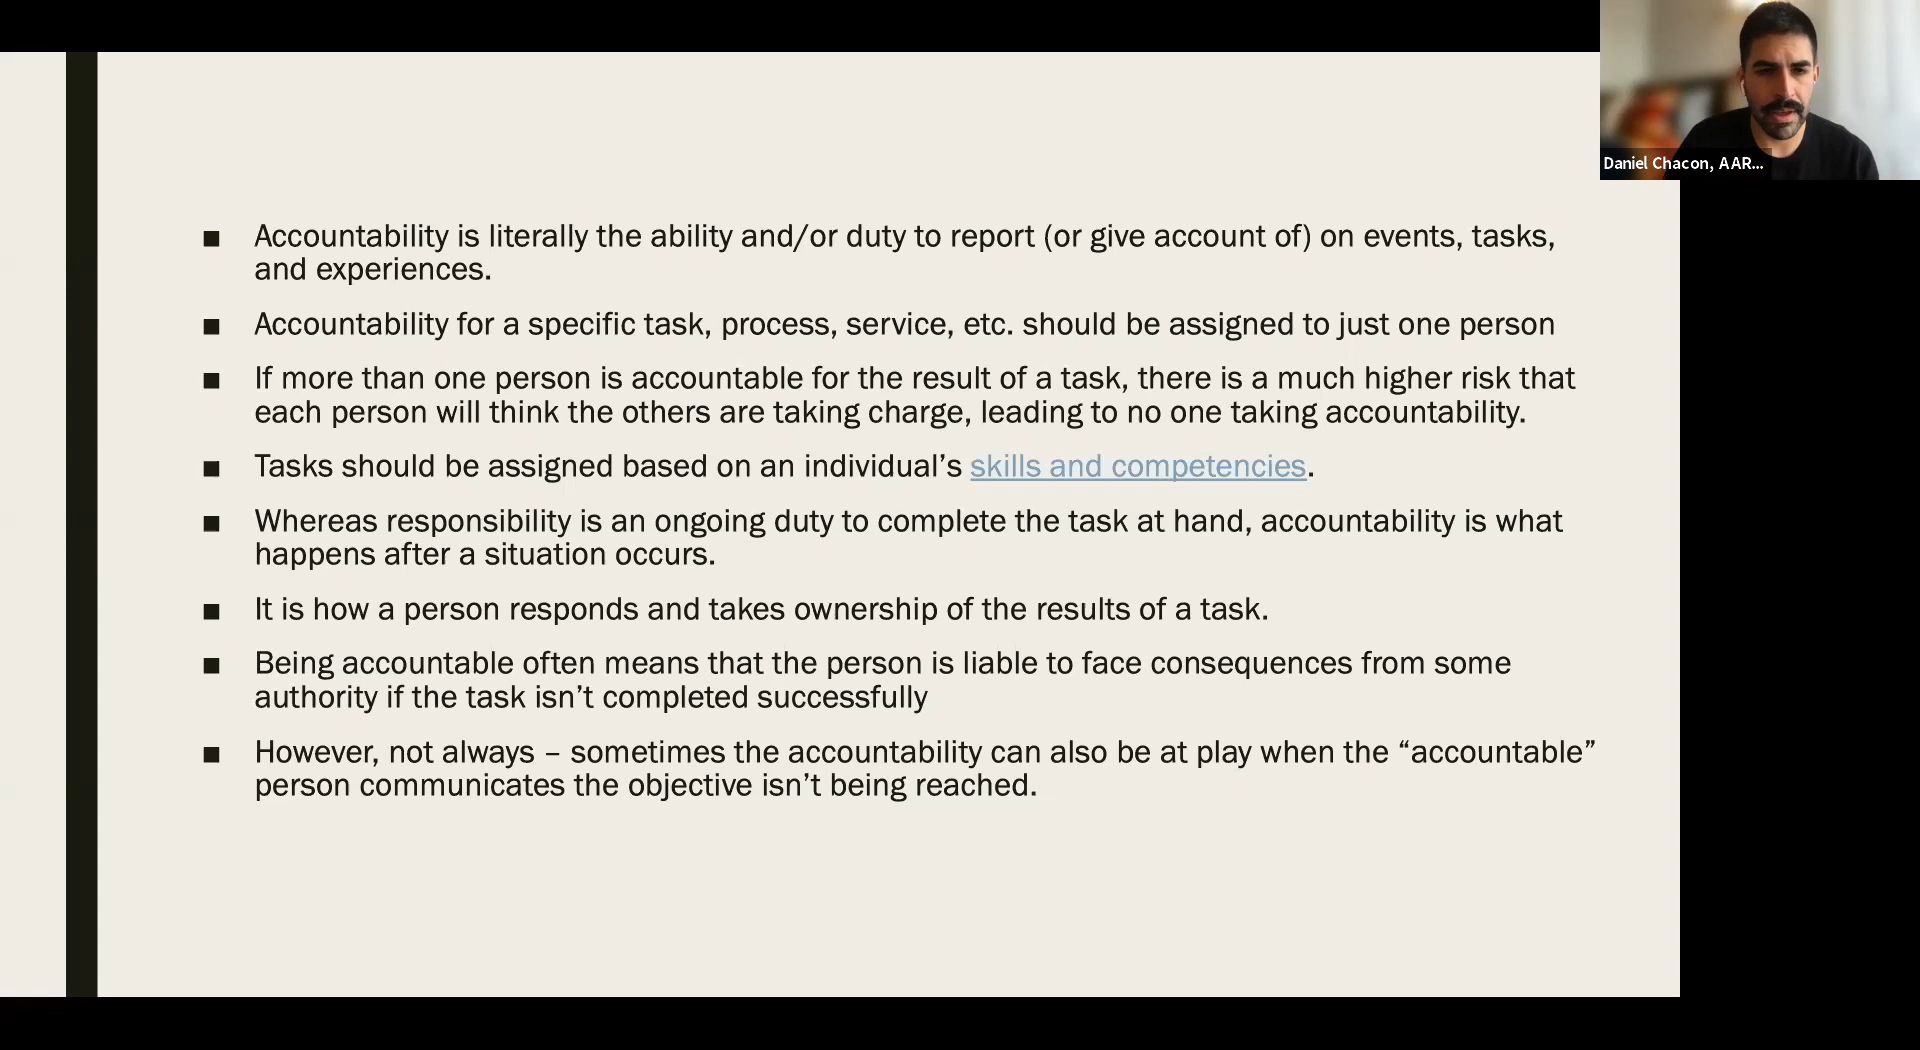 Daniel Chacon, AAR...
■ Accountability is literally the ability and/or duty to report (or give account of) on events, tasks,
and experiences.
■ Accountability for a specific task, process, service, etc. should be assigned to just one person
■ If more than one person is accountable for the result of a task, there is a much higher risk that
each person will think the others are taking charge, leading to no one taking accountability.
■ Tasks should be assigned based on an individual’s skills and competencies.
■ Whereas responsibility is an ongoing duty to complete the task at hand, accountability is what
happens after a situation occurs.
■ It is how a person responds and takes ownership of the results of a task.
■ Being accountable often means that the person is liable to face consequences from some
authority if the task isn’t completed successfully
■ However, not always – sometimes the accountability can also be at play when the “accountable”
person communicates the objective isn’t being reached.